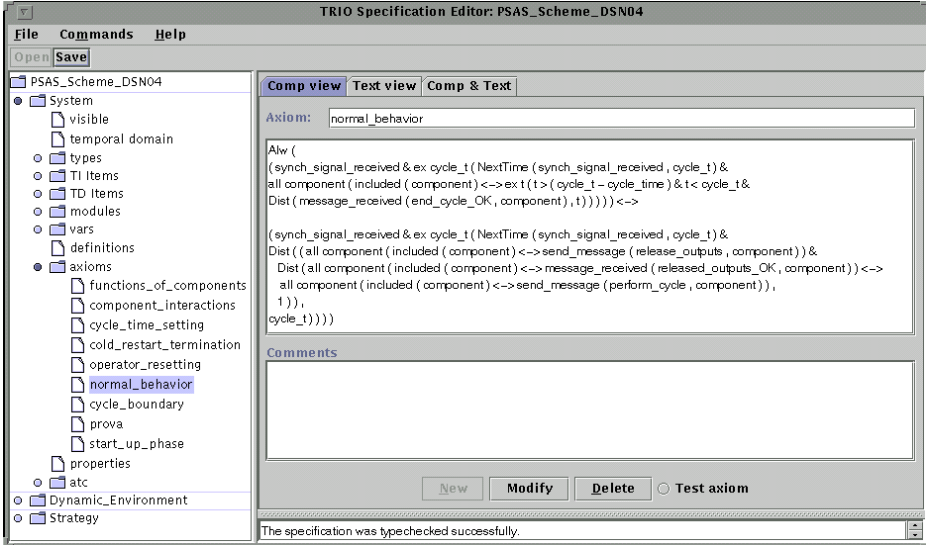 TRIO Specification Editor: PSAS_Scheme_DSN04
File Commands Help
Open Save
PSAS_Scheme_DSN04
System
visible
temporal domain
types
TI Items
TD Items
modules
vars
definitions
axioms
functions_of_components
component_interactions
cycle_time_setting
cold_restart_termination
operator_resetting
normal_behavior
cycle_boundary
prova
start_up_phase
properties
atc
Dynamic_Environment
Strategy
Comp view Text view Comp & Text
Axiom: normal_behavior
Alw (
(synch_signal_received & ex cycle_t ( NextTime ( synch_signal_received , cycle_t ) &
all component ( included ( component ) <-> ex t ( t > ( cycle_t - cycle_time ) & t < cycle_t &
Dist ( message_received ( end_cycle_OK , component ) , t ) ) ) ) ) <->
(synch_signal_received & ex cycle_t ( NextTime ( synch_signal_received , cycle_t ) &
Dist ( ( all component ( included ( component ) <-> send_message ( release_outputs , component ) ) &
Dist ( all component ( included ( component ) <-> message_received ( released_outputs_OK , component ) ) <->
all component ( included ( component ) <-> send_message ( perform_cycle , component ) ) ,
1 ) ) ,
cycle_t ) ) ) )
Comments
New Modify Delete Test axiom
The specification was typechecked successfully.